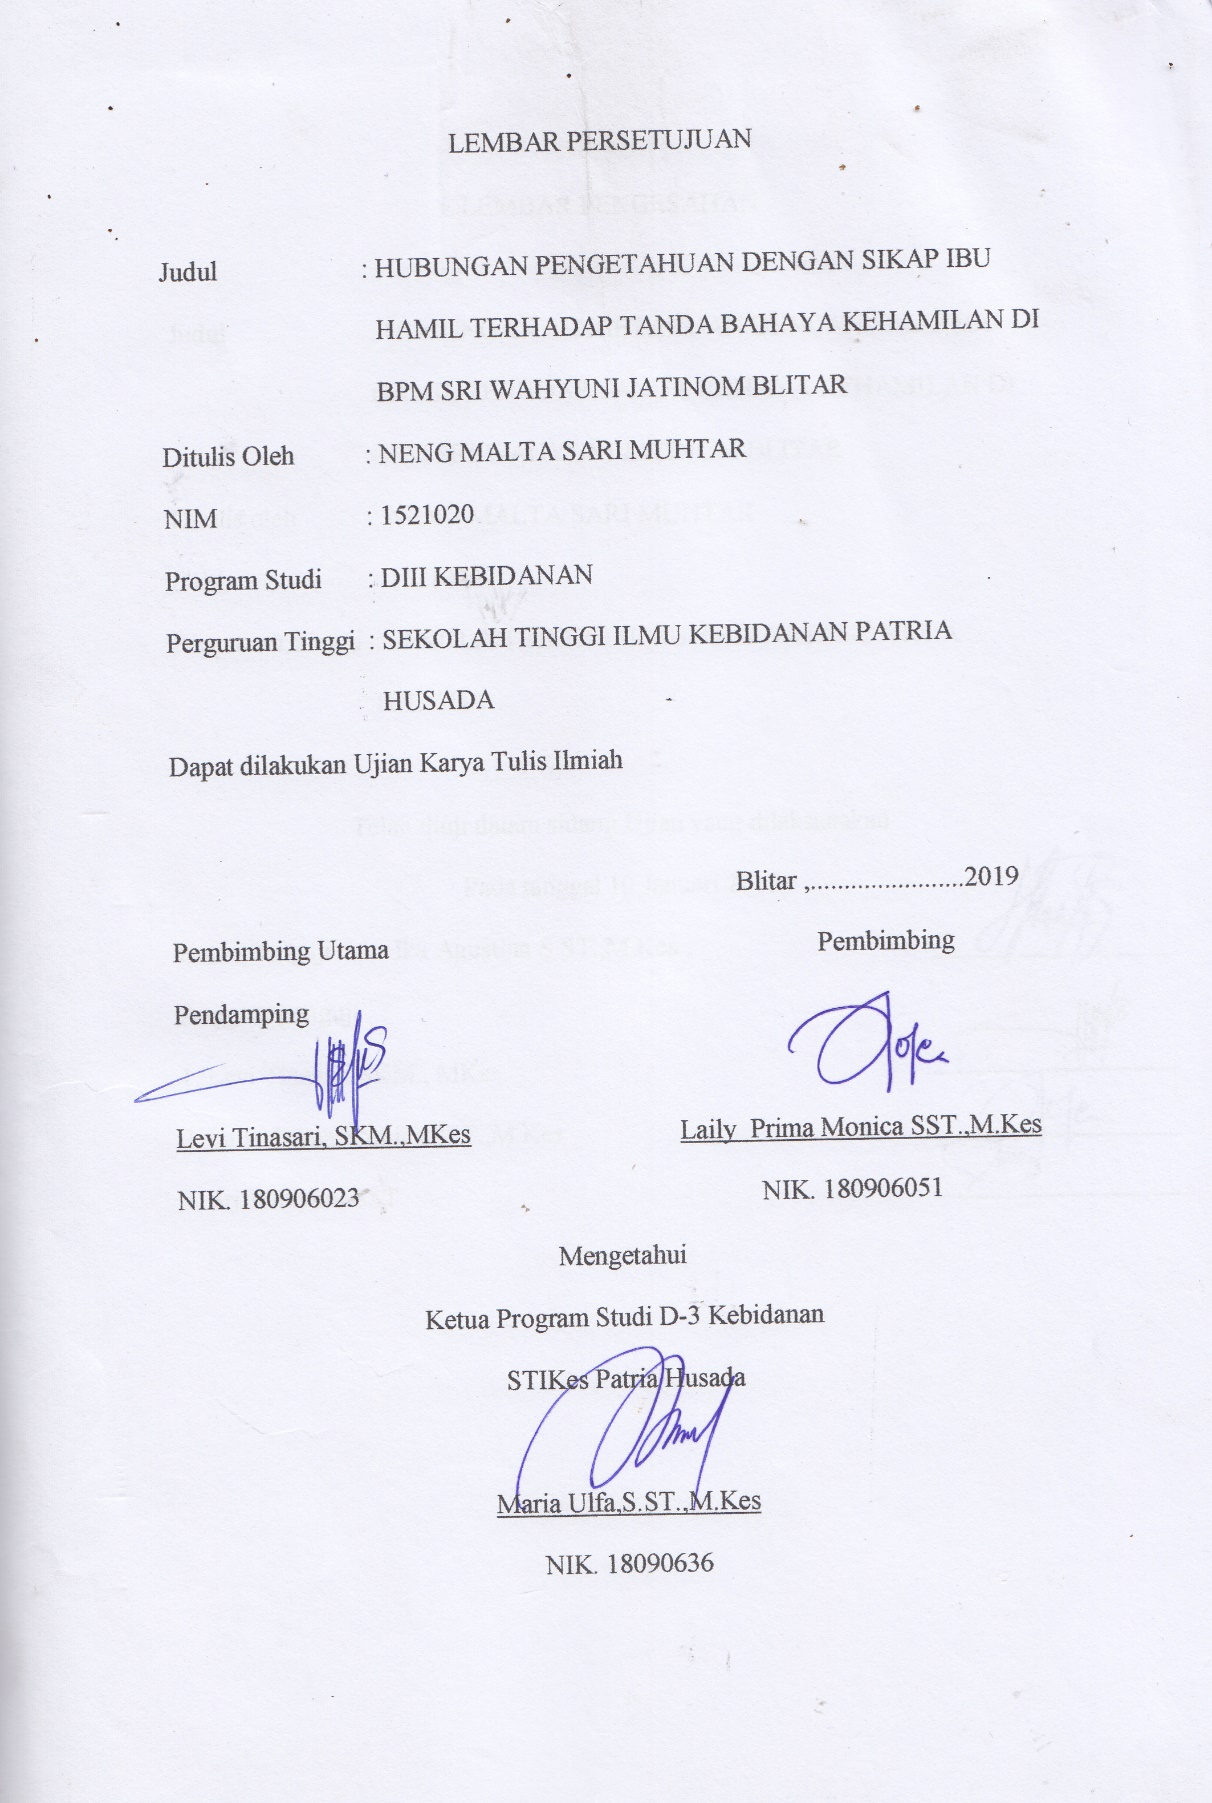 LEMBAR PERSETUJUAN
Judul : HUBUNGAN PENGETAHUAN DENGAN SIKAP IBU
HAMIL TERHADAP TANDA BAHAYA KEHAMILAN DI
BPM SRI WAHYUNI JATINOM BLITAR
Ditulis Oleh : NENG MALTA SARI MUHTAR
NIM : 1521020
Program Studi : DIII KEBIDANAN
Perguruan Tinggi : SEKOLAH TINGGI ILMU KEBIDANAN PATRIA
HUSADA
Dapat dilakukan Ujian Karya Tulis Ilmiah
Blitar ,.......................2019
Pembimbing Utama Pembimbing
Pendamping
Levi Tinasari, SKM.,MKes Laily Prima Monica SST.,M.Kes
NIK. 180906023 NIK. 180906051
Mengetahui
Ketua Program Studi D-3 Kebidanan
STIKes Patria Husada
Maria Ulfa,S.ST.,M.Kes
NIK. 18090636